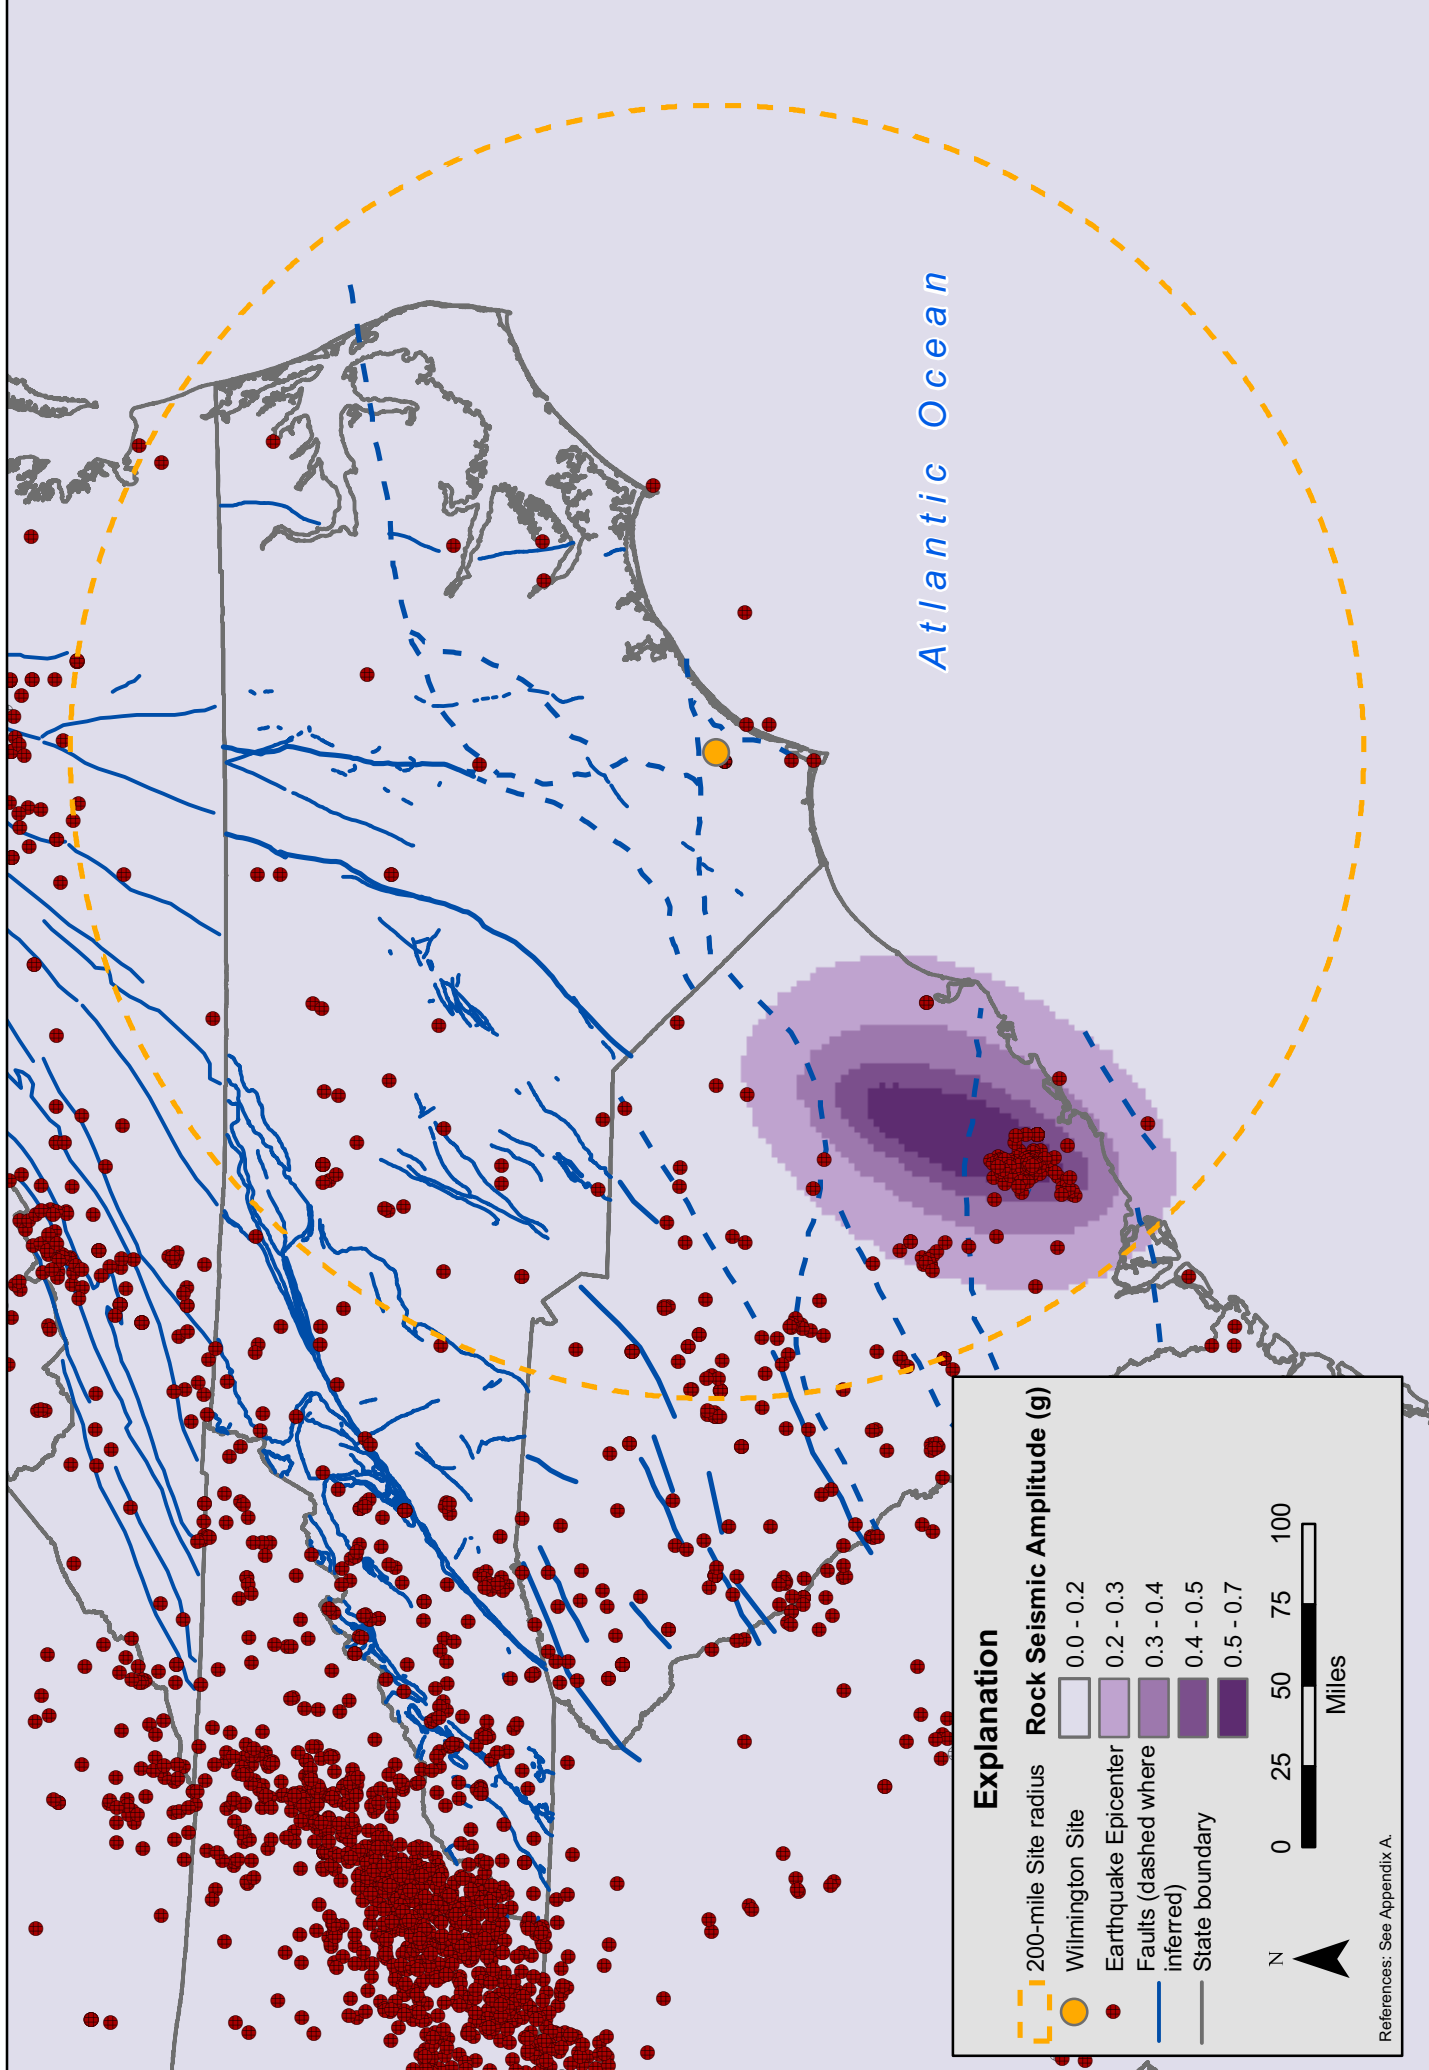 Atlantic Ocean
Explanation
200-mile Site radius
Wilmington Site
Earthquake Epicenter
Faults (dashed where
inferred)
State boundary
Rock Seismic Amplitude (g)
0.0 - 0.2
0.2 - 0.3
0.3 - 0.4
0.4 - 0.5
0.5 - 0.7
N
0 25 50 75 100
Miles
References: See Appendix A.